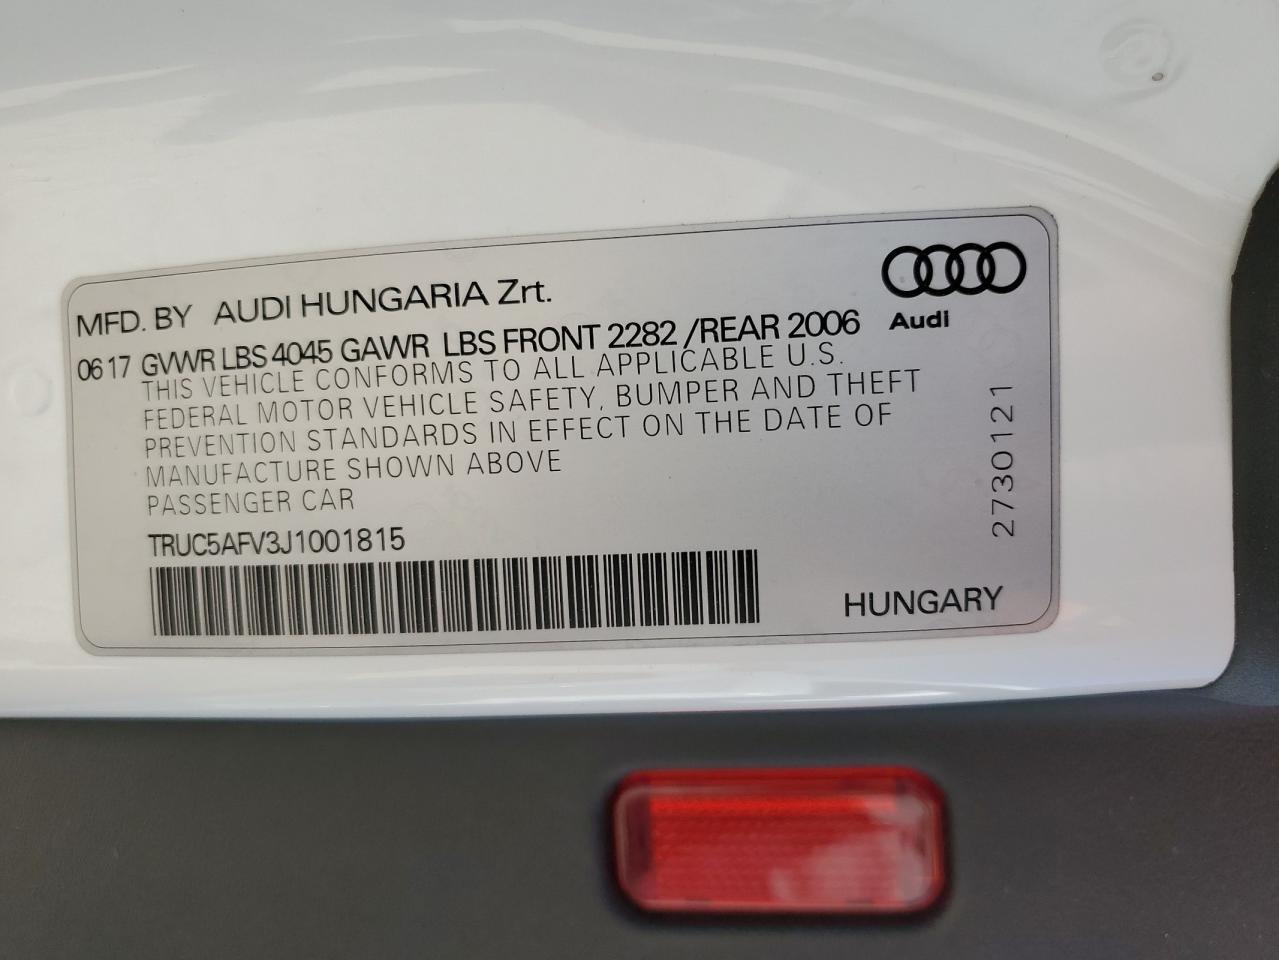 MFD. BY AUDI HUNGARIA Zrt.
06 17 GVWR LBS 4045 GAWR LBS FRONT 2282 /REAR 2006
Audi
THIS VEHICLE CONFORMS TO ALL APPLICABLE U.S.
FEDERAL MOTOR VEHICLE SAFETY, BUMPER AND THEFT
PREVENTION STANDARDS IN EFFECT ON THE DATE OF
MANUFACTURE SHOWN ABOVE
PASSENGER CAR
TRUC5AFV3J1001815
HUNGARY
2730121